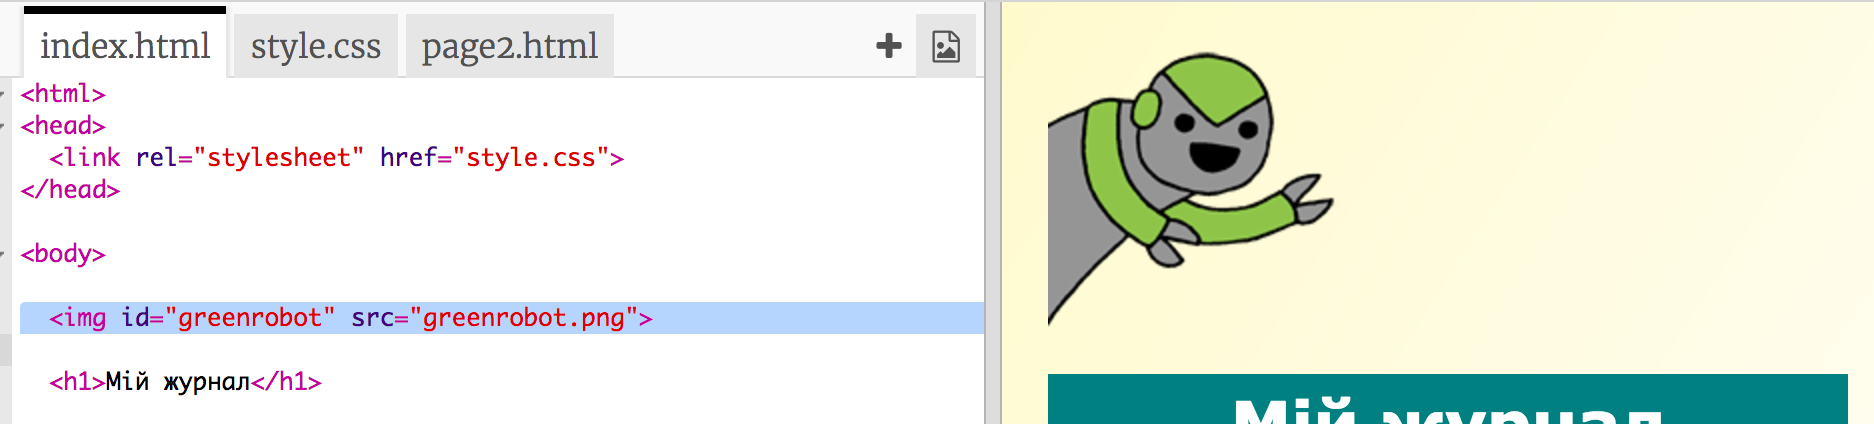 index.html style.css page2.html
<html>
<head>
<link rel="stylesheet" href="style.css">
</head>
<body>
<img id="greenrobot" src="greenrobot.png">
<h1>Мій журнал</h1>
Мій журнал